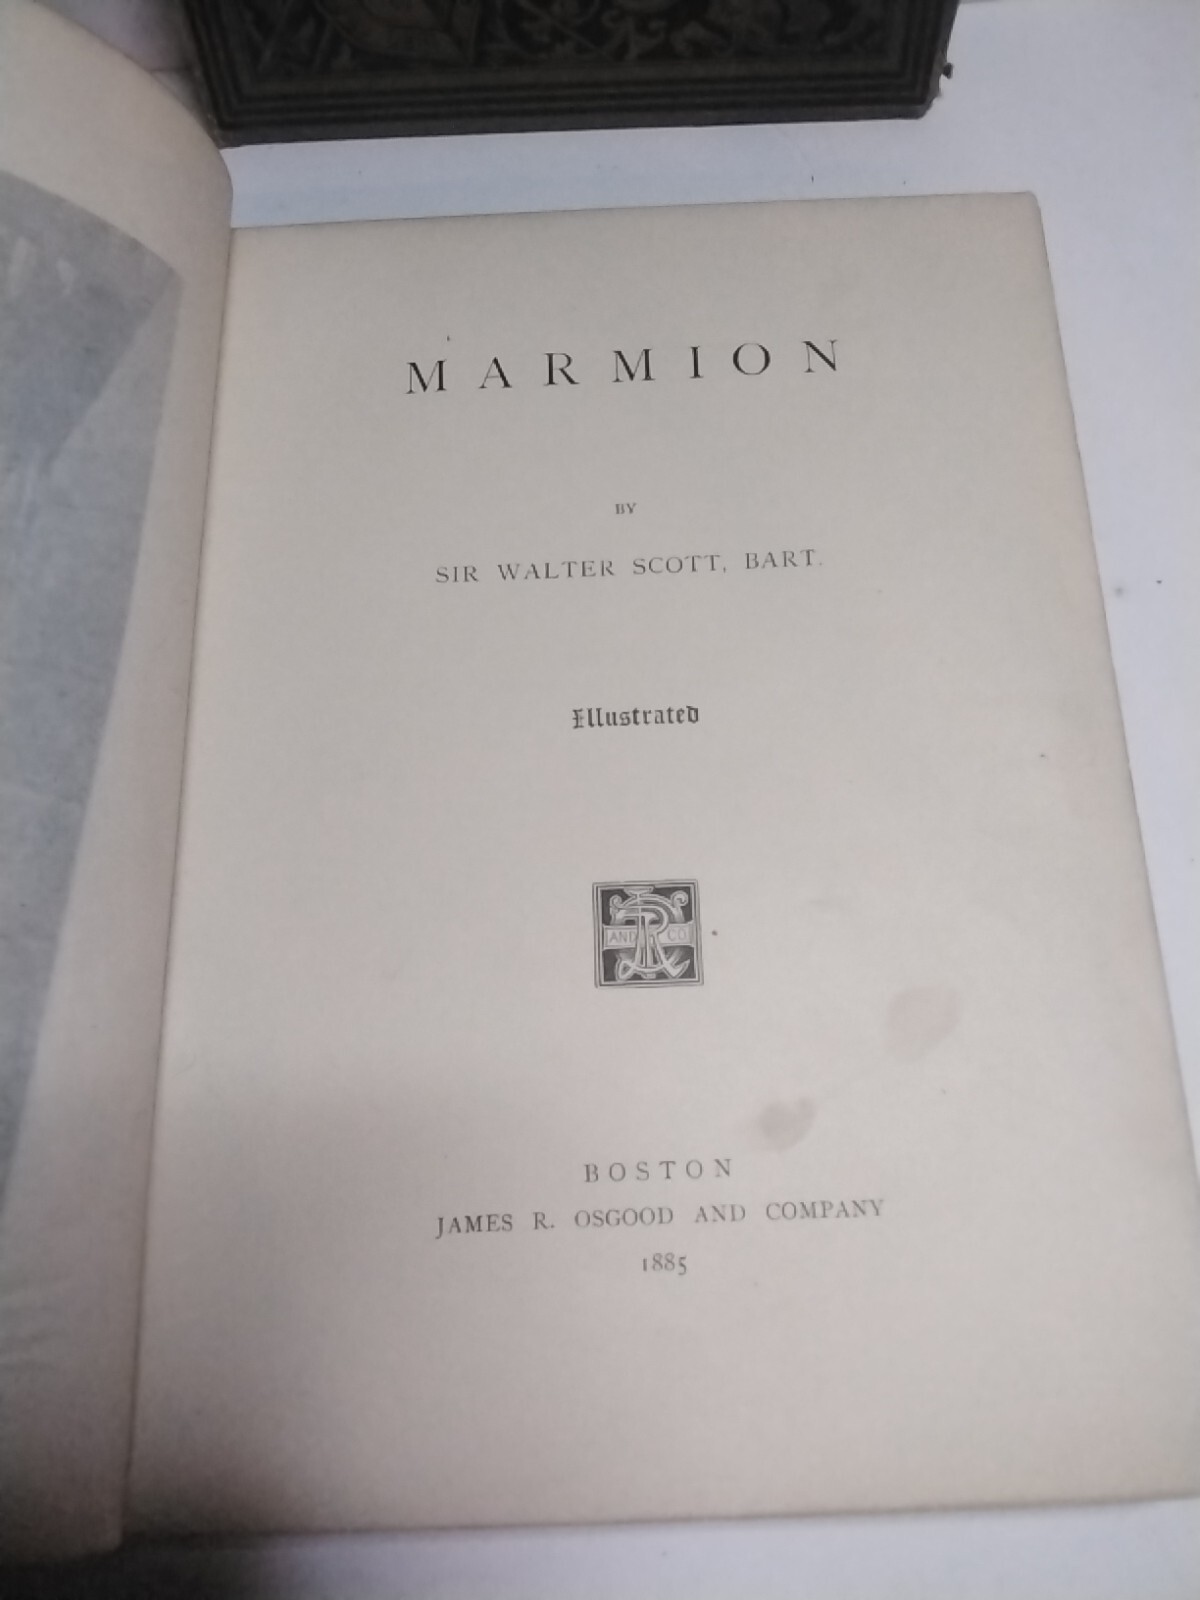 MARMION
BY
SIR WALTER SCOTT, BART.
Illustrated
AND CO
BOSTON
JAMES R. OSGOOD AND COMPANY
1885